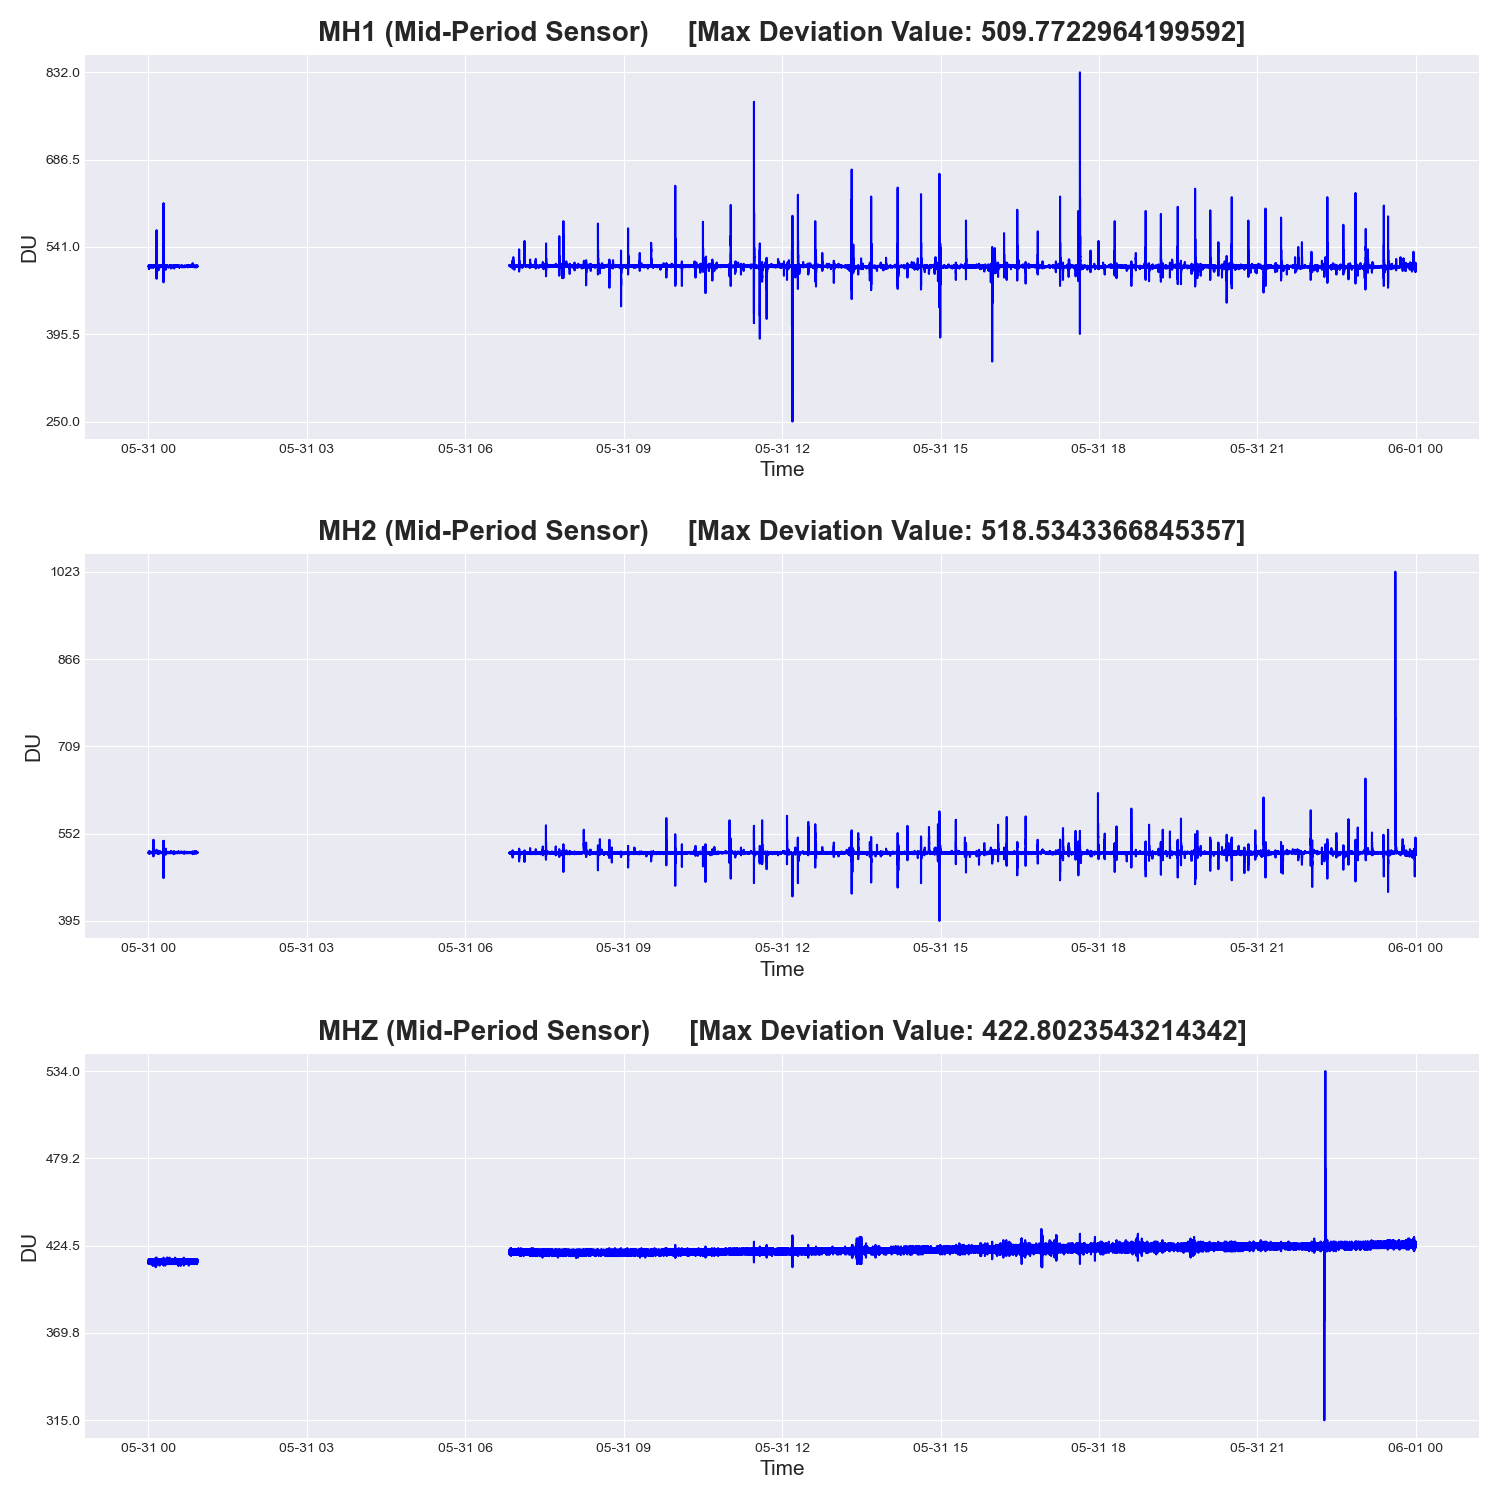 MH1 (Mid-Period Sensor) [Max Deviation Value: 509.7722964199592]
832.0
686.5
541.0
395.5
250.0
DU
05-31 00 05-31 03 05-31 06 05-31 09 05-31 12 05-31 15 05-31 18 05-31 21 06-01 00
Time
MH2 (Mid-Period Sensor) [Max Deviation Value: 518.5343366845357]
1023
866
709
552
395
DU
05-31 00 05-31 03 05-31 06 05-31 09 05-31 12 05-31 15 05-31 18 05-31 21 06-01 00
Time
MHZ (Mid-Period Sensor) [Max Deviation Value: 422.8023543214342]
534.0
479.2
424.5
369.8
315.0
DU
05-31 00 05-31 03 05-31 06 05-31 09 05-31 12 05-31 15 05-31 18 05-31 21 06-01 00
Time